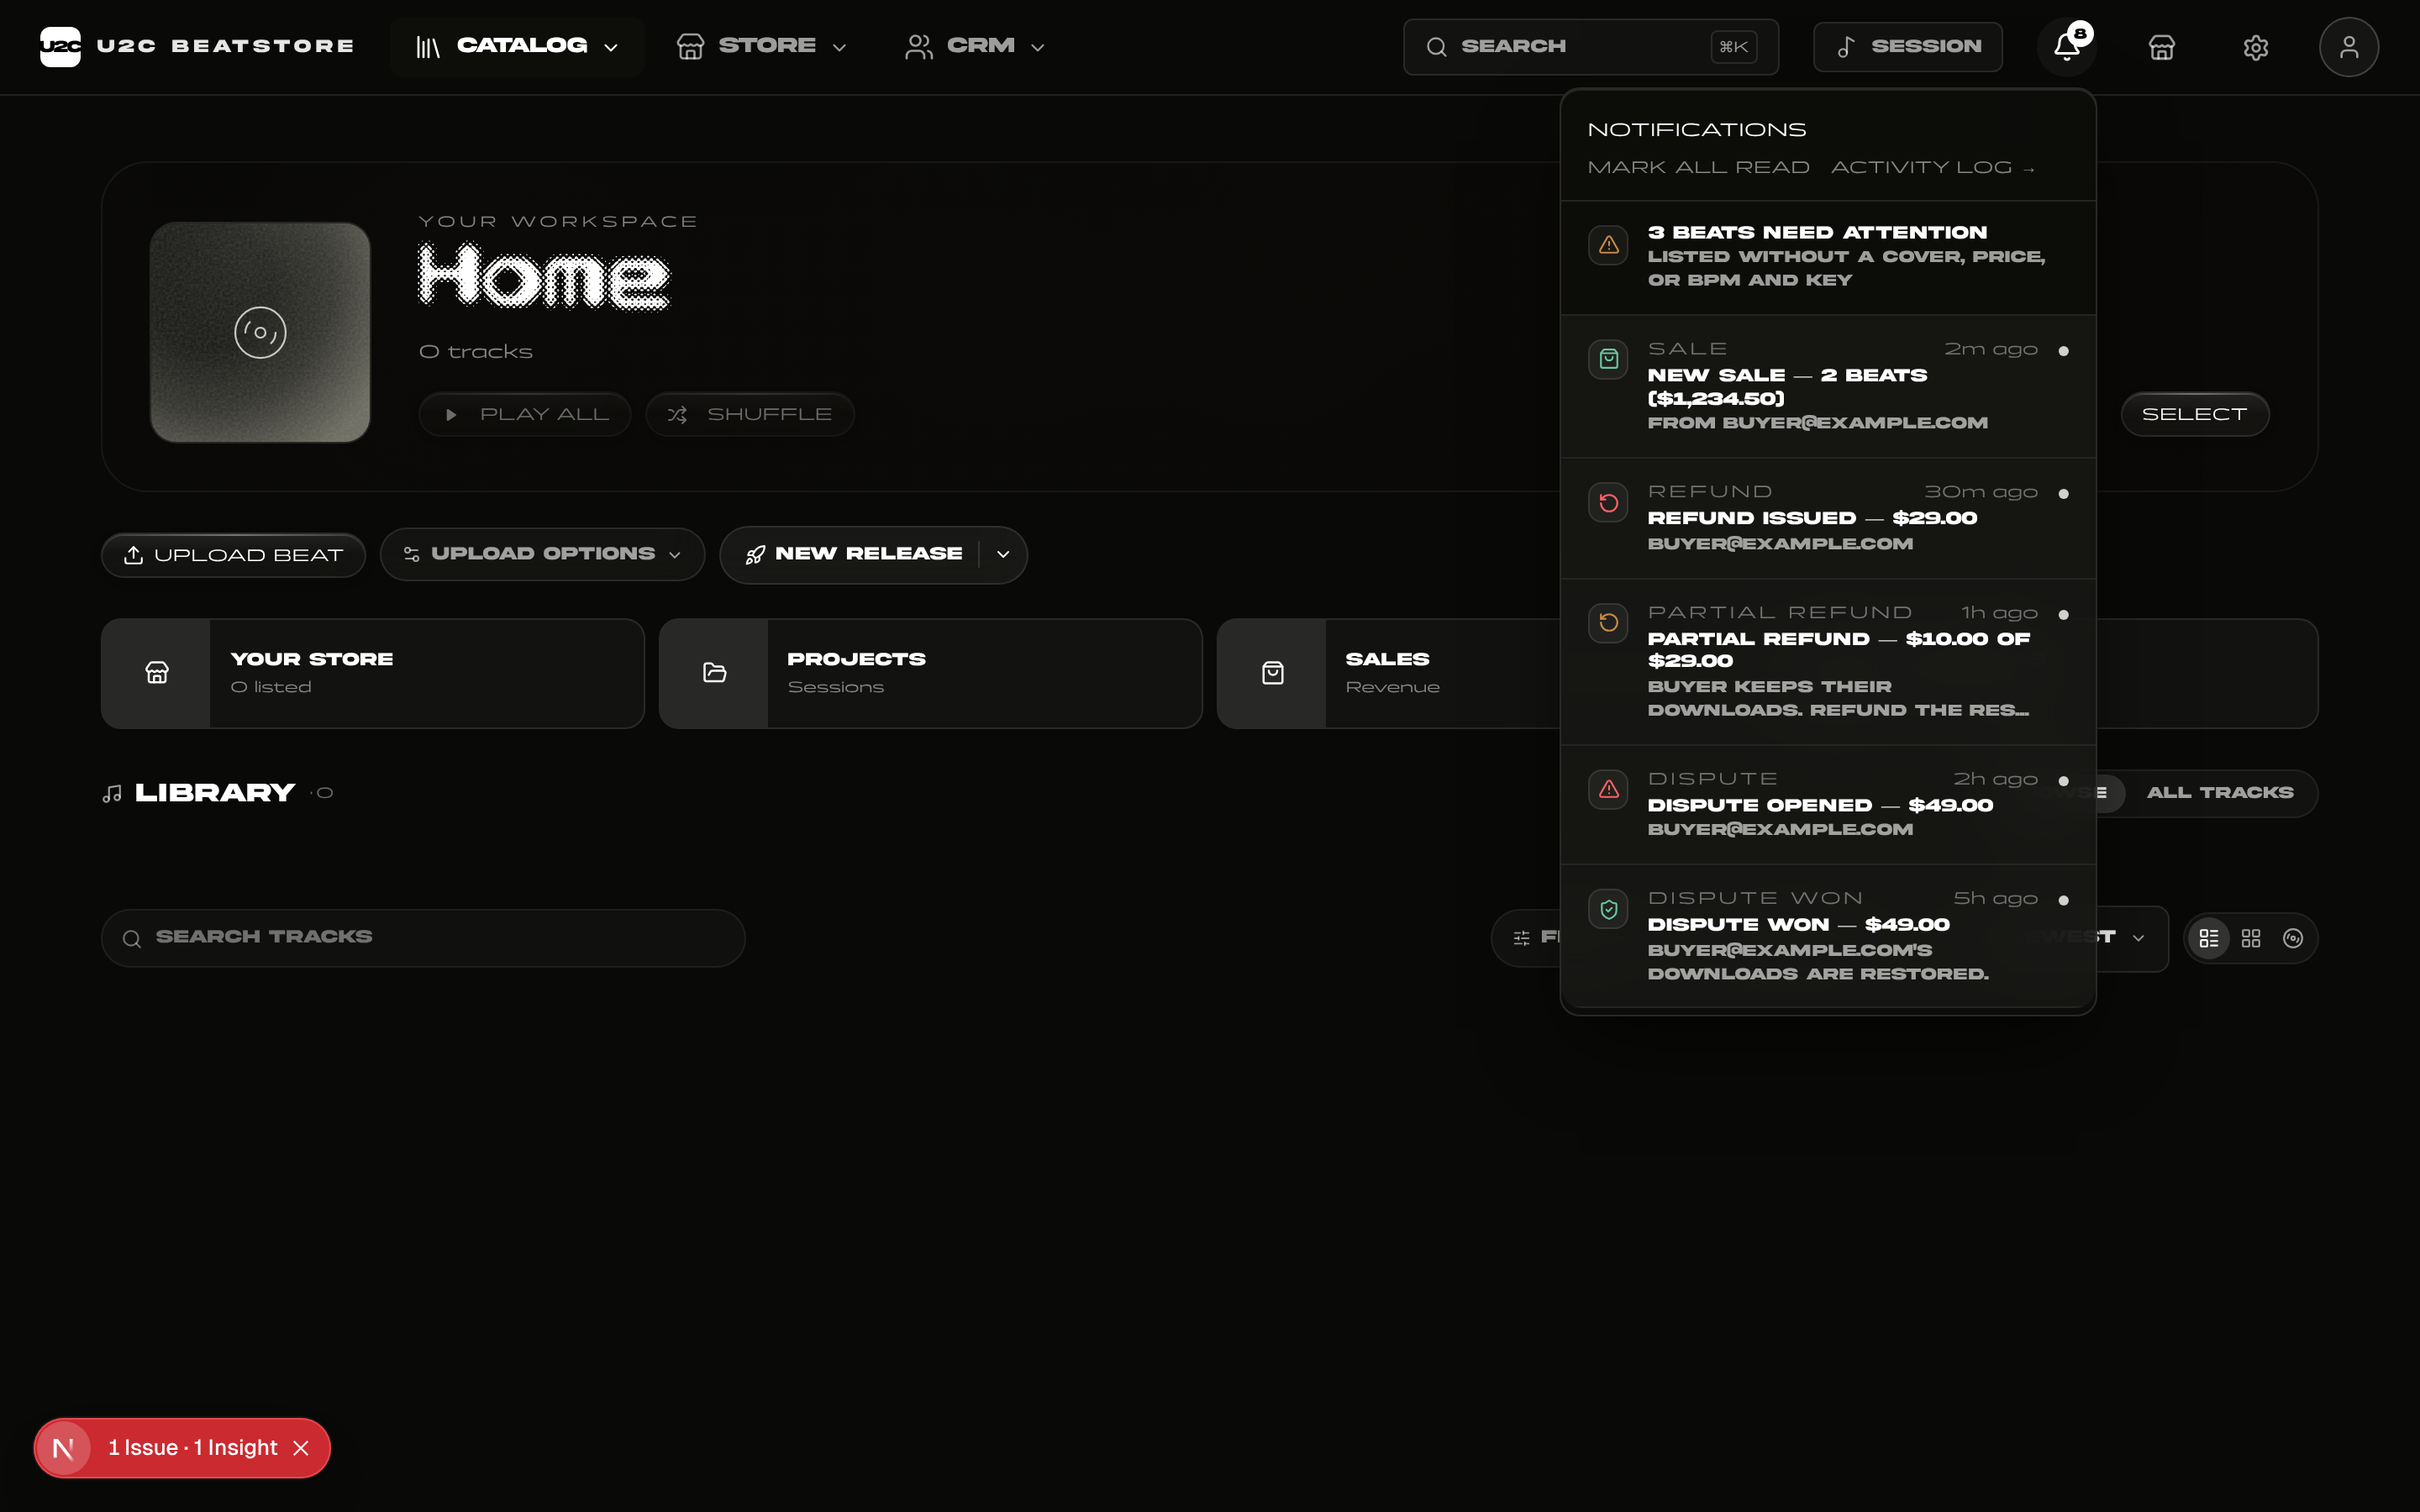 U2C
U2C BEATSTORE
CATALOG
STORE
CRM
SEARCH
⌘K
SESSION
8
NOTIFICATIONS
MARK ALL READ ACTIVITY LOG →
3 BEATS NEED ATTENTION
LISTED WITHOUT A COVER, PRICE,
OR BPM AND KEY
SALE 2m ago
NEW SALE — 2 BEATS
($1,234.50)
FROM BUYER@EXAMPLE.COM
REFUND 30m ago
REFUND ISSUED — $29.00
BUYER@EXAMPLE.COM
PARTIAL REFUND 1h ago
PARTIAL REFUND — $10.00 OF
$29.00
BUYER KEEPS THEIR
DOWNLOADS. REFUND THE RES...
DISPUTE 2h ago
DISPUTE OPENED — $49.00
BUYER@EXAMPLE.COM
DISPUTE WON 5h ago
DISPUTE WON — $49.00
BUYER@EXAMPLE.COM'S
DOWNLOADS ARE RESTORED.
YOUR WORKSPACE
Home
0 tracks
PLAY ALL
SHUFFLE
SELECT
UPLOAD BEAT
UPLOAD OPTIONS
NEW RELEASE
YOUR STORE
0 listed
PROJECTS
Sessions
SALES
Revenue
LIBRARY ·0
ALL TRACKS
SEARCH TRACKS
N 1 Issue · 1 Insight